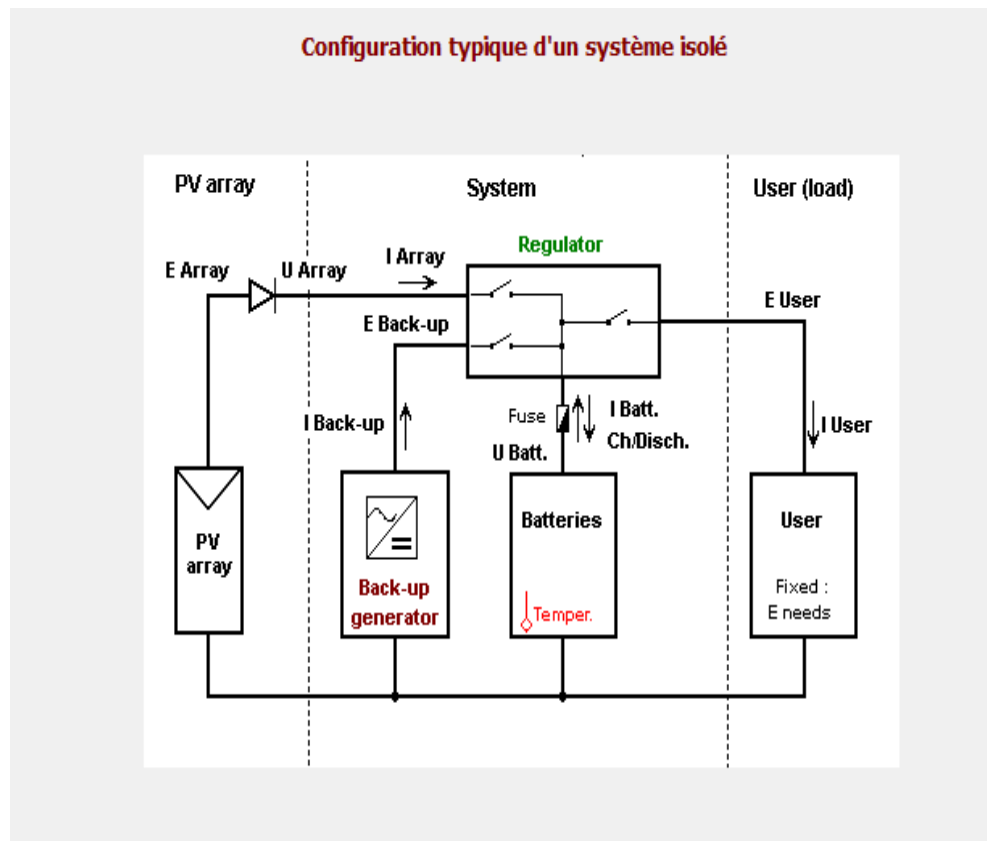 Configuration typique d'un système isolé
PV array
System
User (load)
Regulator
I Array
E Array
U Array
E User
E Back-up
I Back-up
Fuse
I Batt.
Ch/Disch.
U Batt.
I User
PV
array
Back-up
generator
Batteries
Temper.
User
Fixed :
E needs